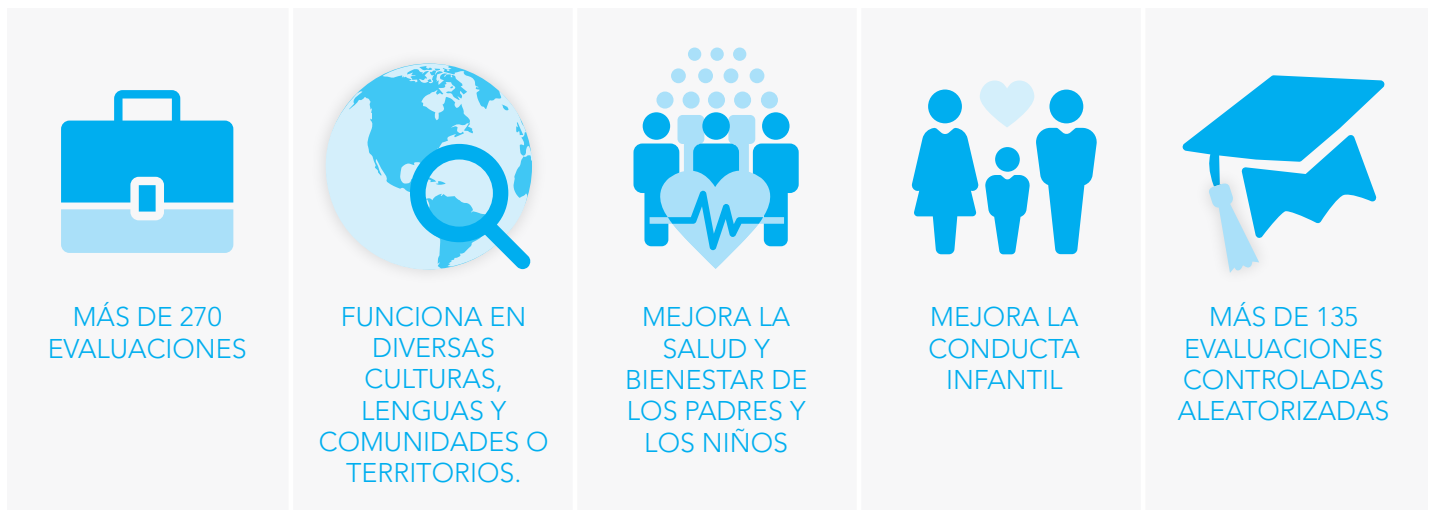 MÁS DE 270
EVALUACIONES
FUNCIONA EN
DIVERSAS
CULTURAS,
LENGUAS Y
COMUNIDADES O
TERRITORIOS.
MEJORA LA
SALUD Y
BIENESTAR DE
LOS PADRES Y
LOS NIÑOS
MEJORA LA
CONDUCTA
INFANTIL
MÁS DE 135
EVALUACIONES
CONTROLADAS
ALEATORIZADAS